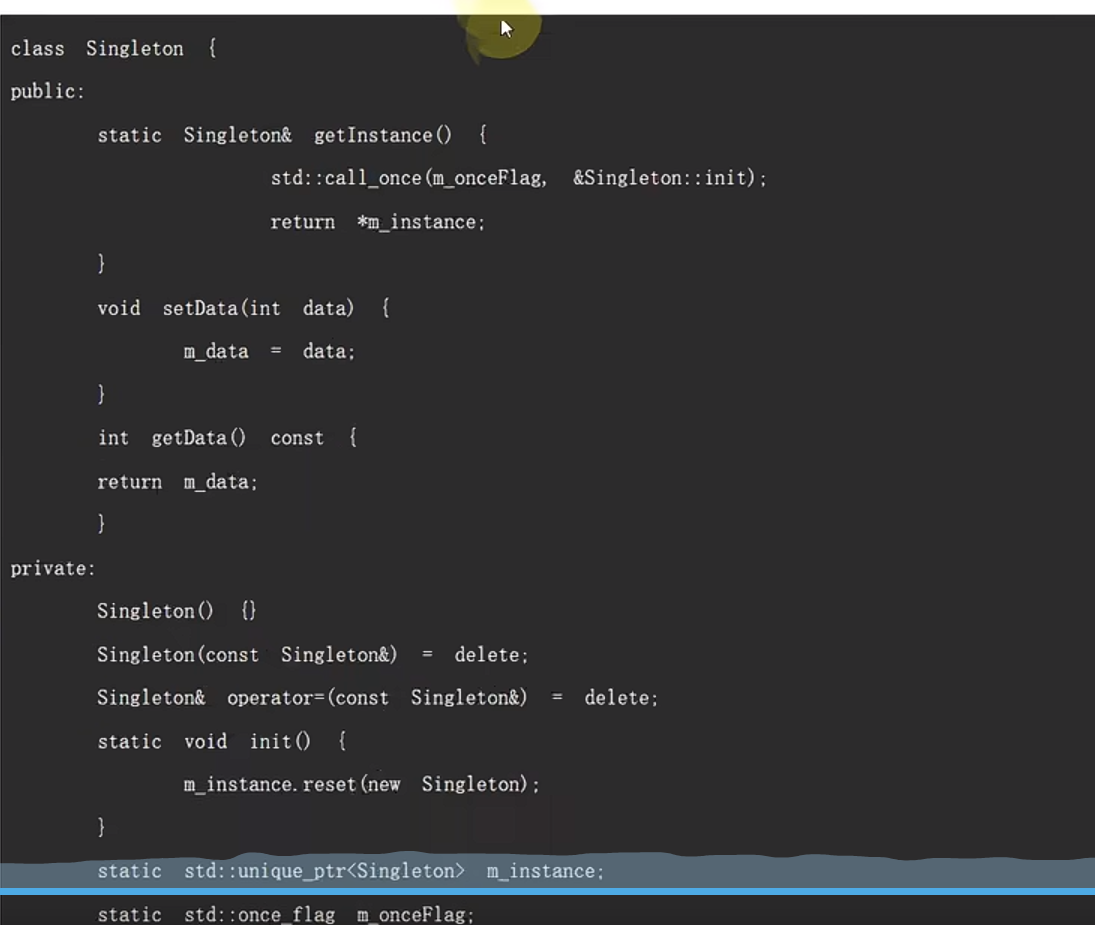 class Singleton {
public:
static Singleton& getInstance() {
std::call_once(m_onceFlag, &Singleton::init);
return *m_instance;
}
void setData(int data) {
m_data = data;
}
int getData() const {
return m_data;
}
private:
Singleton() {}
Singleton(const Singleton&) = delete;
Singleton& operator=(const Singleton&) = delete;
static void init() {
m_instance.reset(new Singleton);
}
static std::unique_ptr<Singleton> m_instance;
static std::once_flag m_onceFlag;